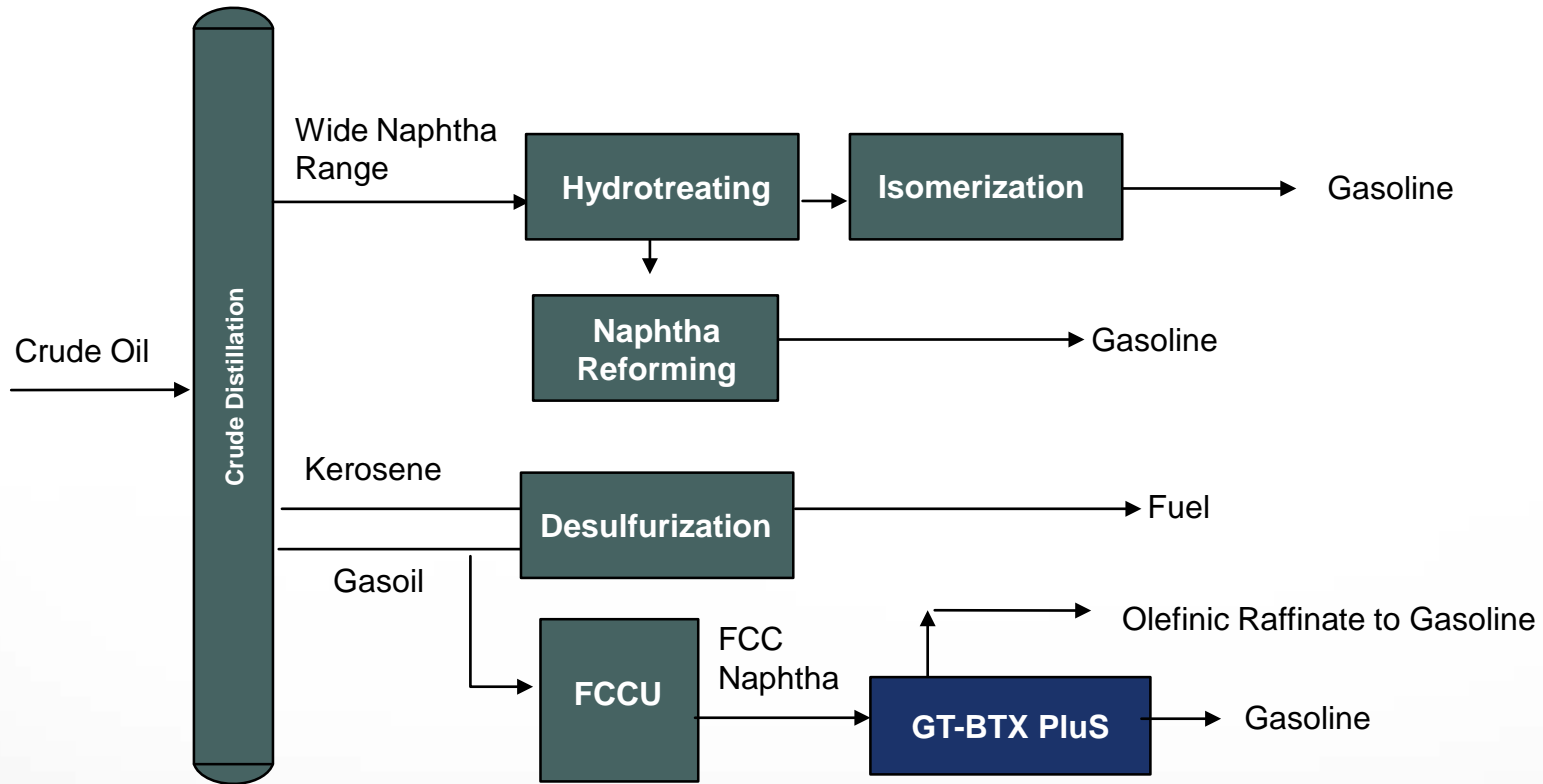 Wide Naphtha
Range
Hydrotreating
Isomerization
Gasoline
Naphtha
Reforming
Gasoline
Crude Oil
Crude Distillation
Kerosene
Desulfurization
Fuel
Gasoil
Olefinic Raffinate to Gasoline
FCCU
FCC
Naphtha
GT-BTX PluS
Gasoline